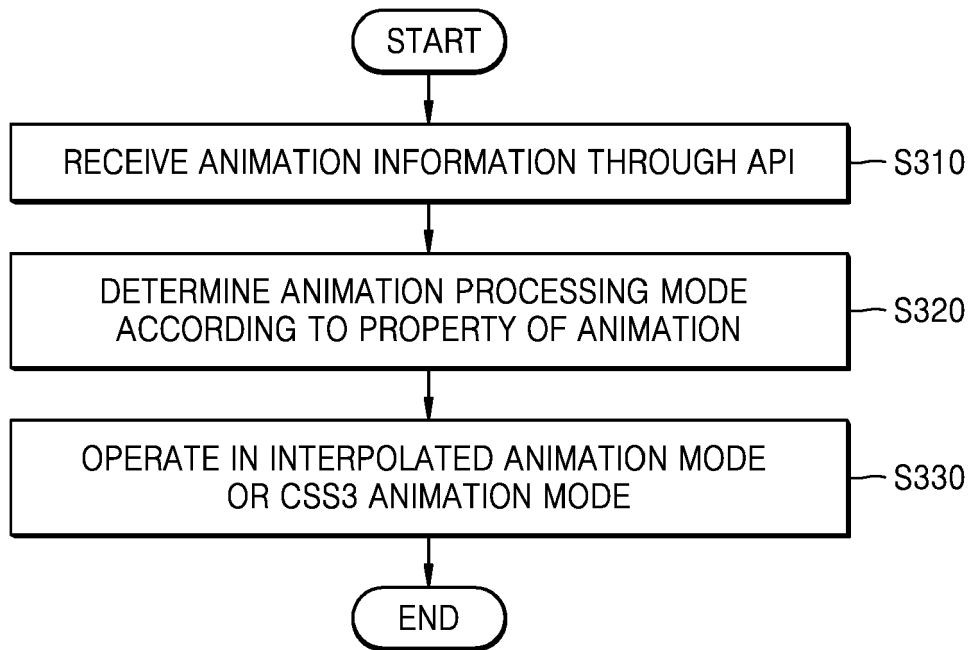 START
RECEIVE ANIMATION INFORMATION THROUGH API
S310
DETERMINE ANIMATION PROCESSING MODE
ACCORDING TO PROPERTY OF ANIMATION
S320
OPERATE IN INTERPOLATED ANIMATION MODE
OR CSS3 ANIMATION MODE
S330
END